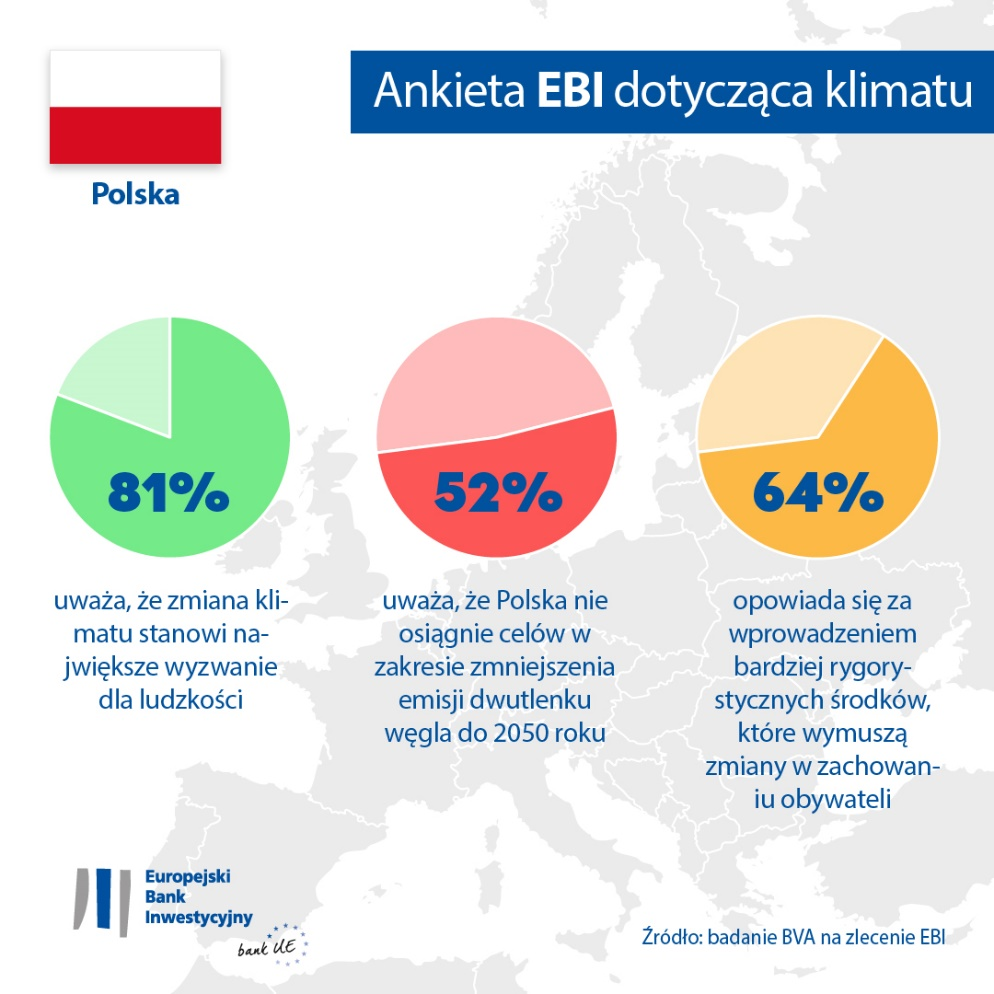 Ankieta EBI dotycząca klimatu
Polska
81%
uważa, że zmiana kli-
matu stanowi na-
jwiększe wyzwanie
dla ludzkości
52%
uważa, że Polska nie
osiągnie celów w
zakresie zmniejszenia
emisji dwutlenku
węgla do 2050 roku
64%
opowiada się za
wprowadzeniem
bardziej rygory-
stycznych środków,
które wymuszą
zmiany w zachowan-
iu obywateli
Europejski
Bank
Inwestycyjny
bank UE
Źródło: badanie BVA na zlecenie EBI